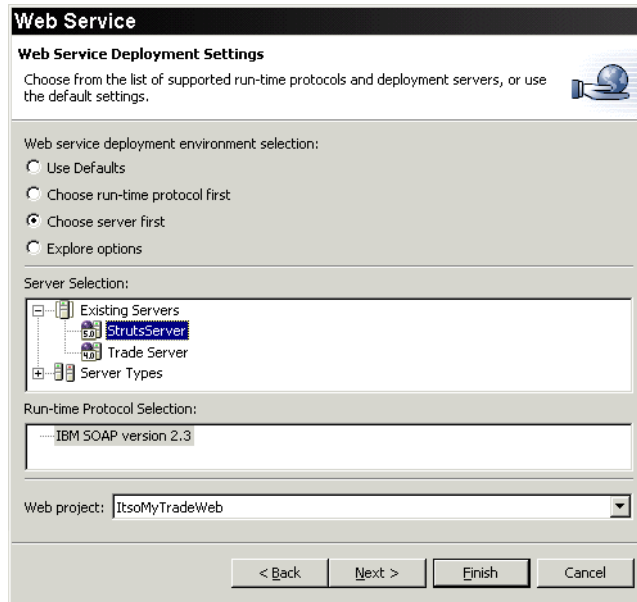 Web Service
Web Service Deployment Settings
Choose from the list of supported run-time protocols and deployment servers, or use
the default settings.
Web service deployment environment selection:
Use Defaults
Choose run-time protocol first
Choose server first
Explore options
Server Selection:
Existing Servers
5.0 StrutsServer
4.0 Trade Server
Server Types
Run-time Protocol Selection:
IBM SOAP version 2.3
Web project: ItsoMyTradeWeb
< Back Next > Finish Cancel